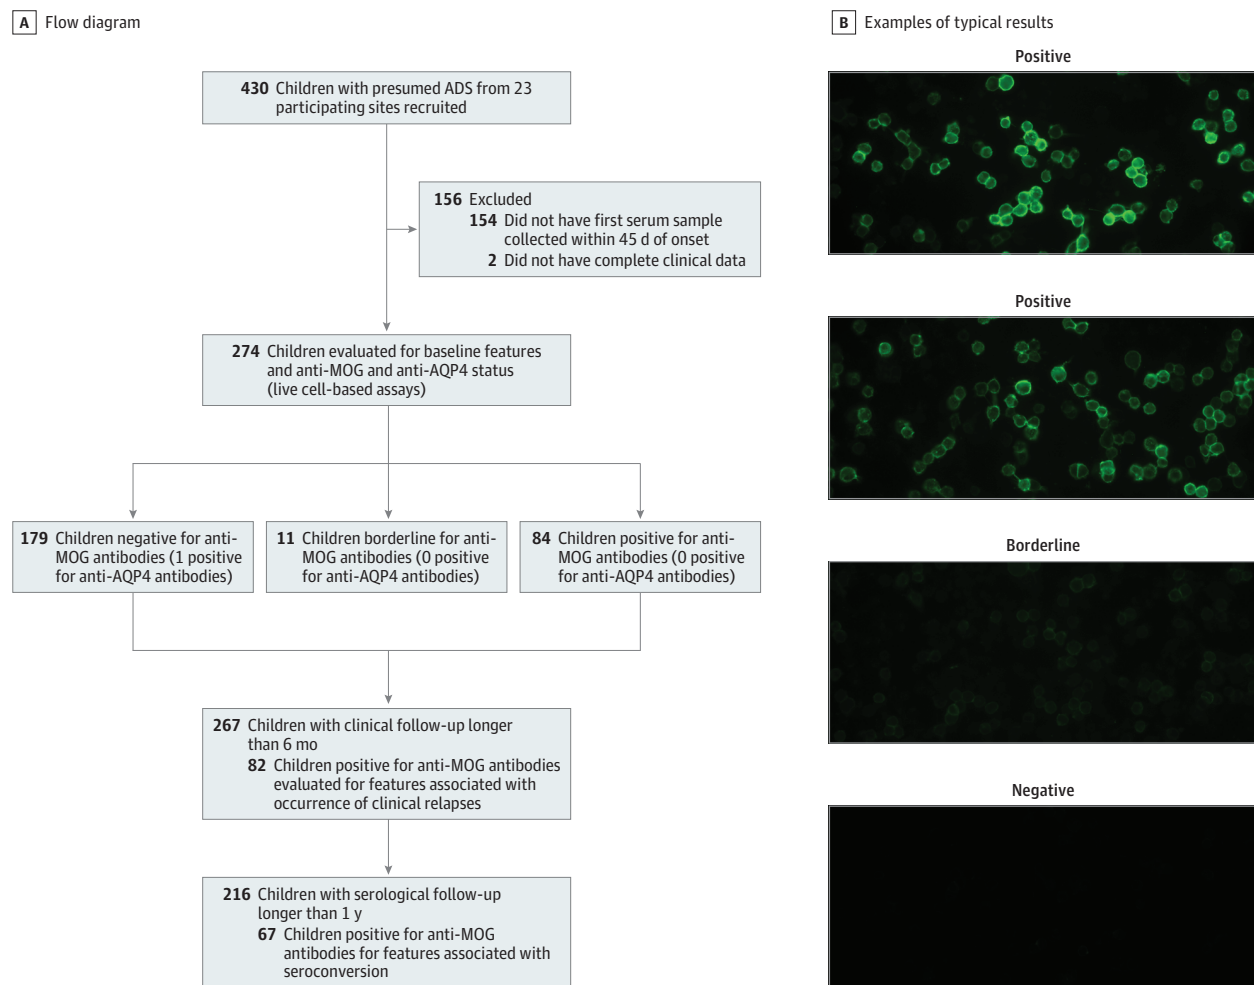 A Flow diagram
430 Children with presumed ADS from 23
participating sites recruited
156 Excluded
154 Did not have first serum sample
collected within 45 d of onset
2 Did not have complete clinical data
274 Children evaluated for baseline features
and anti-MOG and anti-AQP4 status
(live cell-based assays)
179 Children negative for anti-
MOG antibodies (1 positive
for anti-AQP4 antibodies)
11 Children borderline for anti-
MOG antibodies (0 positive
for anti-AQP4 antibodies)
84 Children positive for anti-
MOG antibodies (0 positive
for anti-AQP4 antibodies)
267 Children with clinical follow-up longer
than 6 mo
82 Children positive for anti-MOG antibodies
evaluated for features associated with
occurrence of clinical relapses
216 Children with serological follow-up
longer than 1 y
67 Children positive for anti-MOG
antibodies for features associated with
seroconversion
B Examples of typical results
Positive
Positive
Borderline
Negative